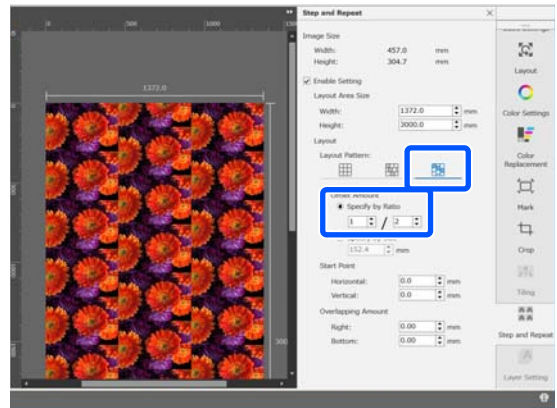 Step and Repeat
Image Size
Width: 457.0 mm
Height: 304.7 mm
Enable Setting
Layout Area Size
Width: 1372.0 mm
Height: 3000.0 mm
Layout
Layout Pattern:
Specify by Ratio
1 / 2
152.4 mm
Start Point
Horizontal: 0.0 mm
Vertical: 0.0 mm
Overlapping Amount
Right: 0.00 mm
Bottom: 0.00 mm
0
500
1000
1372.0
Layout
Color Settings
Color
Replacement
Mark
Crop
Tiling
Step and Repeat
Layer Setting